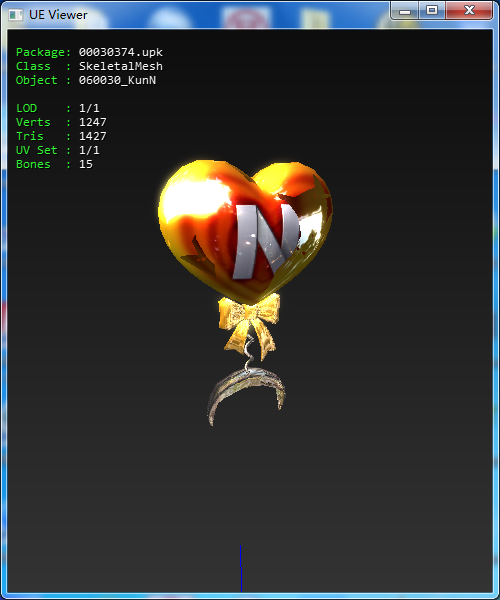 UE Viewer
Package: 00030374.upk
Class : SkeletalMesh
Object : 060030_KunN
LOD : 1/1
Verts : 1247
Tris : 1427
UV Set : 1/1
Bones : 15
N